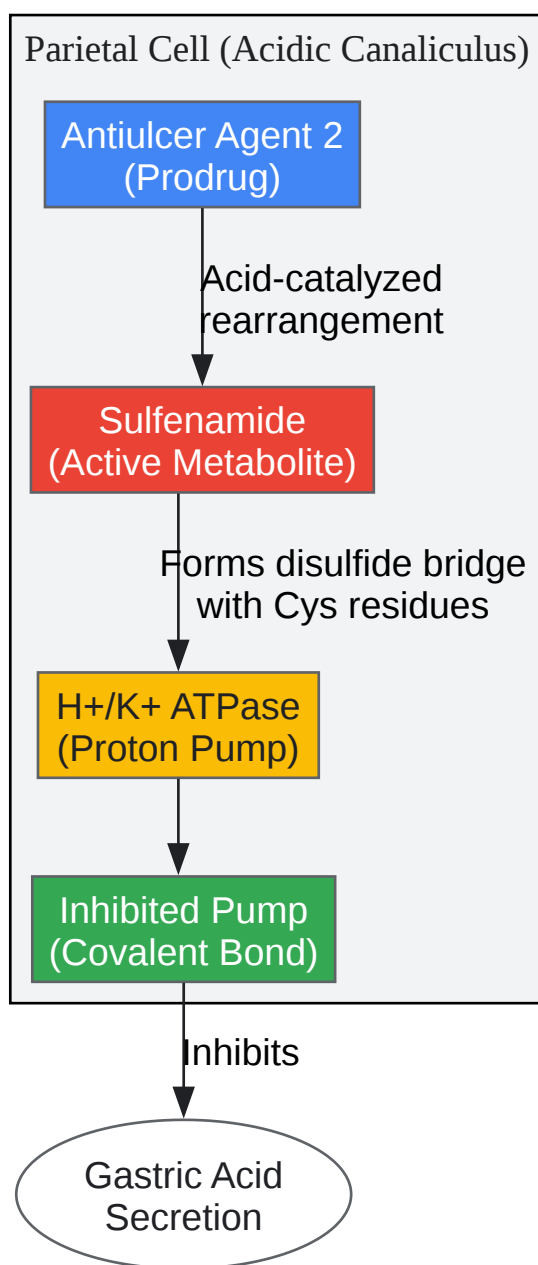 Parietal Cell (Acidic Canaliculus)
Antiulcer Agent 2
(Prodrug)
Acid-catalyzed
rearrangement
Sulfenamide
(Active Metabolite)
Forms disulfide bridge
with Cys residues
H+/K+ ATPase
(Proton Pump)
Inhibited Pump
(Covalent Bond)
Inhibits
Gastric Acid
Secretion